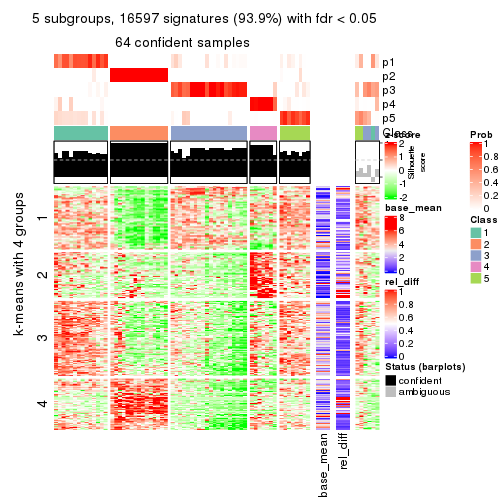 5 subgroups, 16597 signatures (93.9%) with fdr < 0.05
64 confident samples
p1
p2
p3
p4
p5
Class
z-score
2
1
0
-1
-2
Silhouette
score
k-means with 4 groups
1
2
3
4
base_mean
8
6
4
2
0
rel_diff
1
0.8
0.6
0.4
0.2
0
Status (barplots)
confident
ambiguous
Prob
1
0.8
0.6
0.4
0.2
0
Class
1
2
3
4
5
base_mean
rel_diff